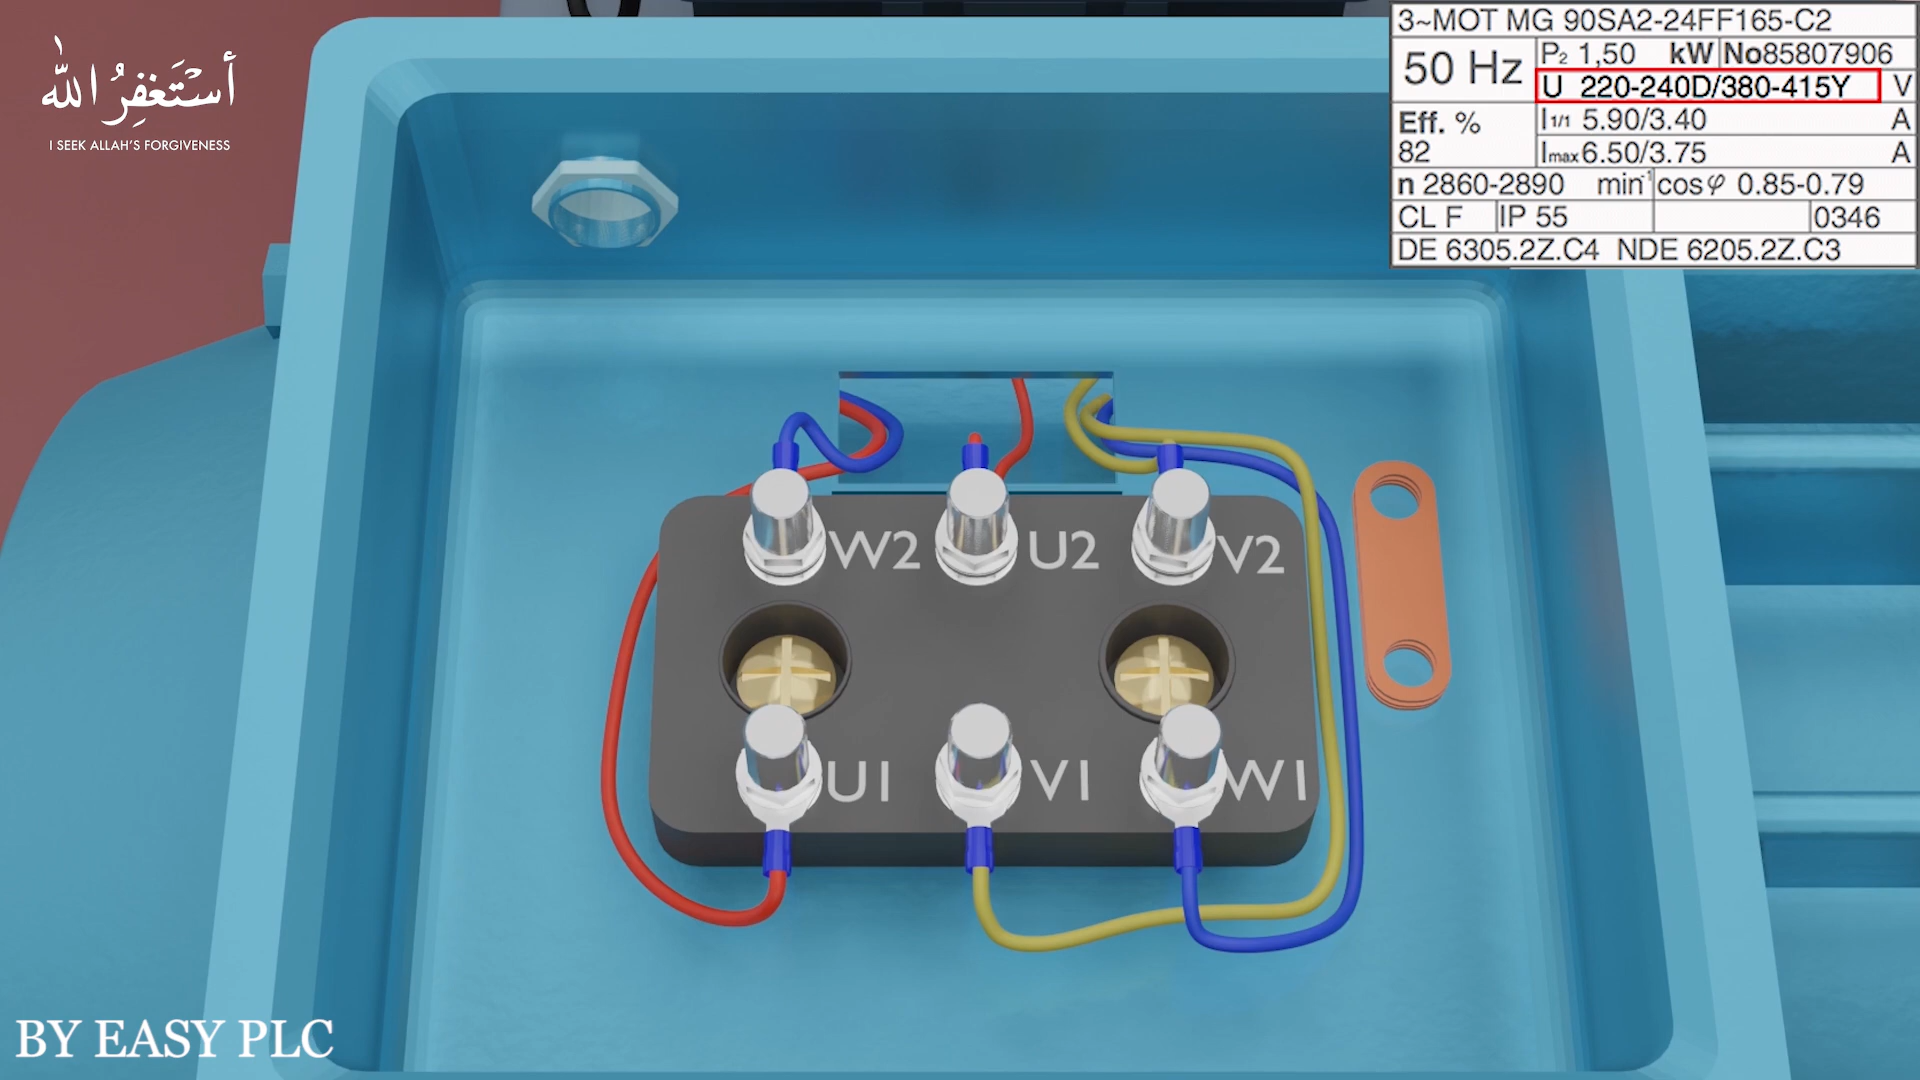 أَسْتَغْفِرُ اللّٰه
I SEEK ALLAH'S FORGIVENESS
3~MOT MG 90SA2-24FF165-C2
50 Hz
P2 1,50 kW No85807906
U 220-240D/380-415Y V
Eff. %
82
I1/1 5.90/3.40 A
Imax 6.50/3.75 A
n 2860-2890 min-1 cosφ 0.85-0.79
CL F IP 55 0346
DE 6305.2Z.C4 NDE 6205.2Z.C3
W2 U2 V2
U1 V1 W1
BY EASY PLC